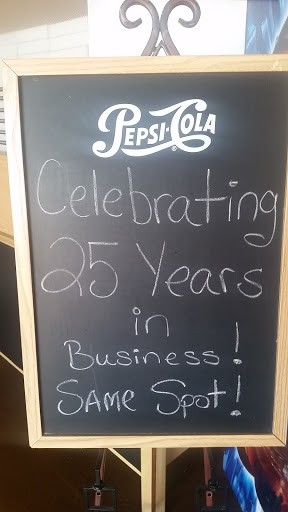 PEPSI-COLA
Celebrating
25 Years
in
Business!
SAME Spot!